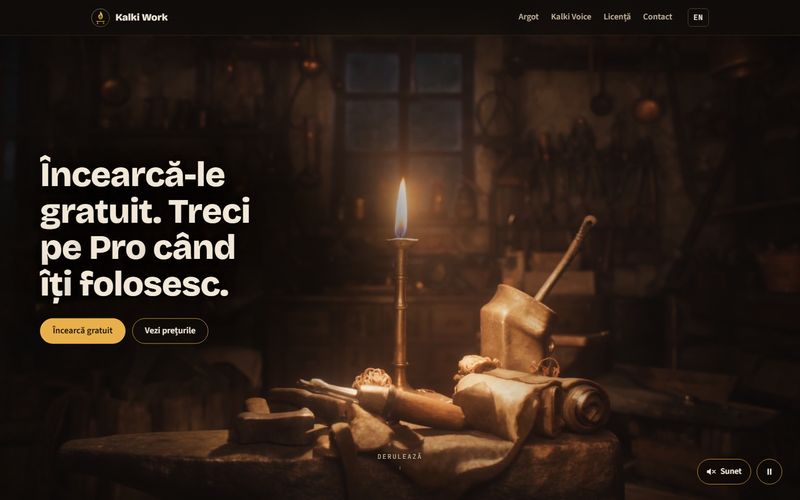 Kalki Work
Argot
Kalki Voice
Licență
Contact
EN
Încearcă-le
gratuit. Treci
pe Pro când
îți folosesc.
Încearcă gratuit
Vezi prețurile
DERULEAZĂ
Sunet